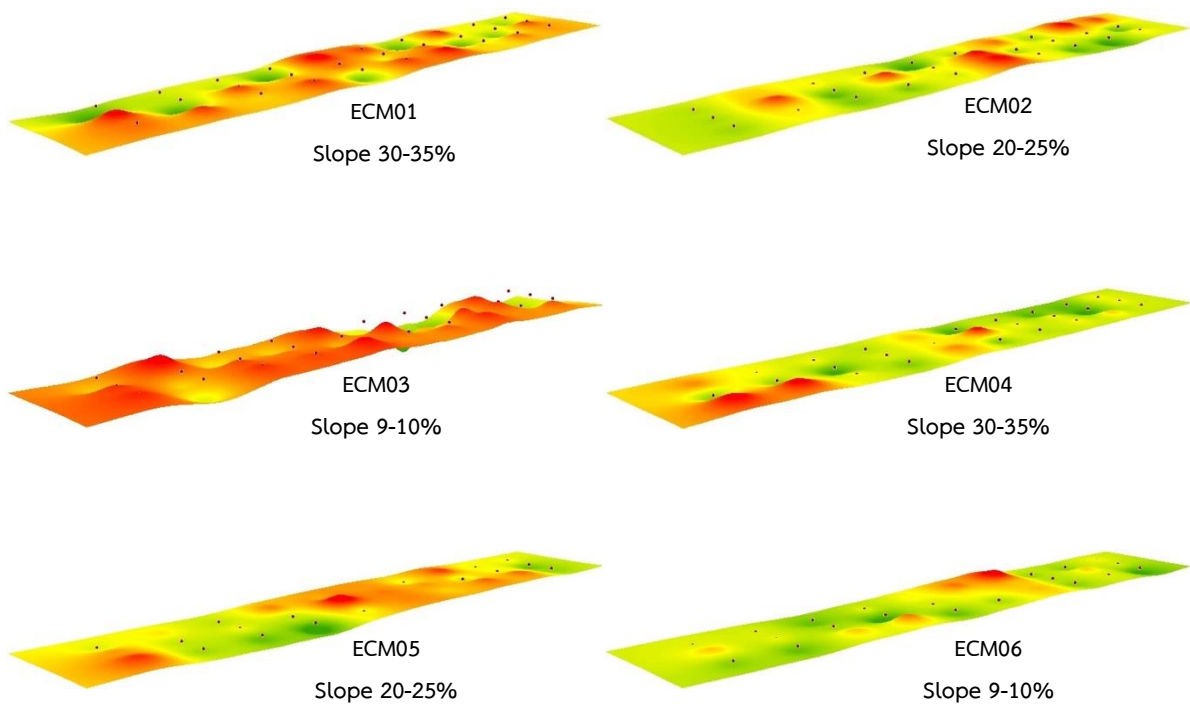 ECM01
Slope 30-35%
ECM02
Slope 20-25%
ECM03
Slope 9-10%
ECM04
Slope 30-35%
ECM05
Slope 20-25%
ECM06
Slope 9-10%